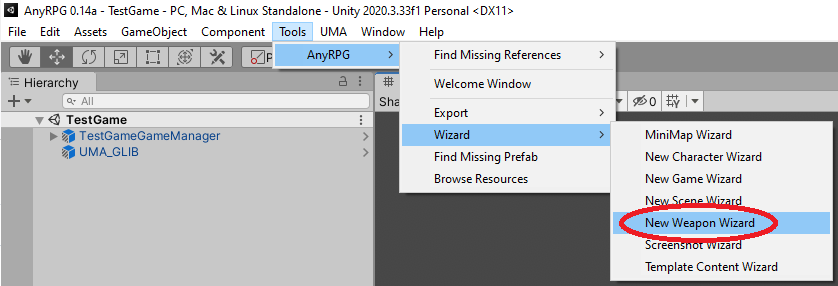 AnyRPG 0.14a - TestGame - PC, Mac & Linux Standalone - Unity 2020.3.33f1 Personal <DX11>
File Edit Assets GameObject Component Tools UMA Window Help
AnyRPG
Find Missing References
Welcome Window
Export
Wizard
Find Missing Prefab
Browse Resources
MiniMap Wizard
New Character Wizard
New Game Wizard
New Scene Wizard
New Weapon Wizard
Screenshot Wizard
Template Content Wizard
Hierarchy
All
TestGame
TestGameGameManager
UMA_GLIB
Sha
0